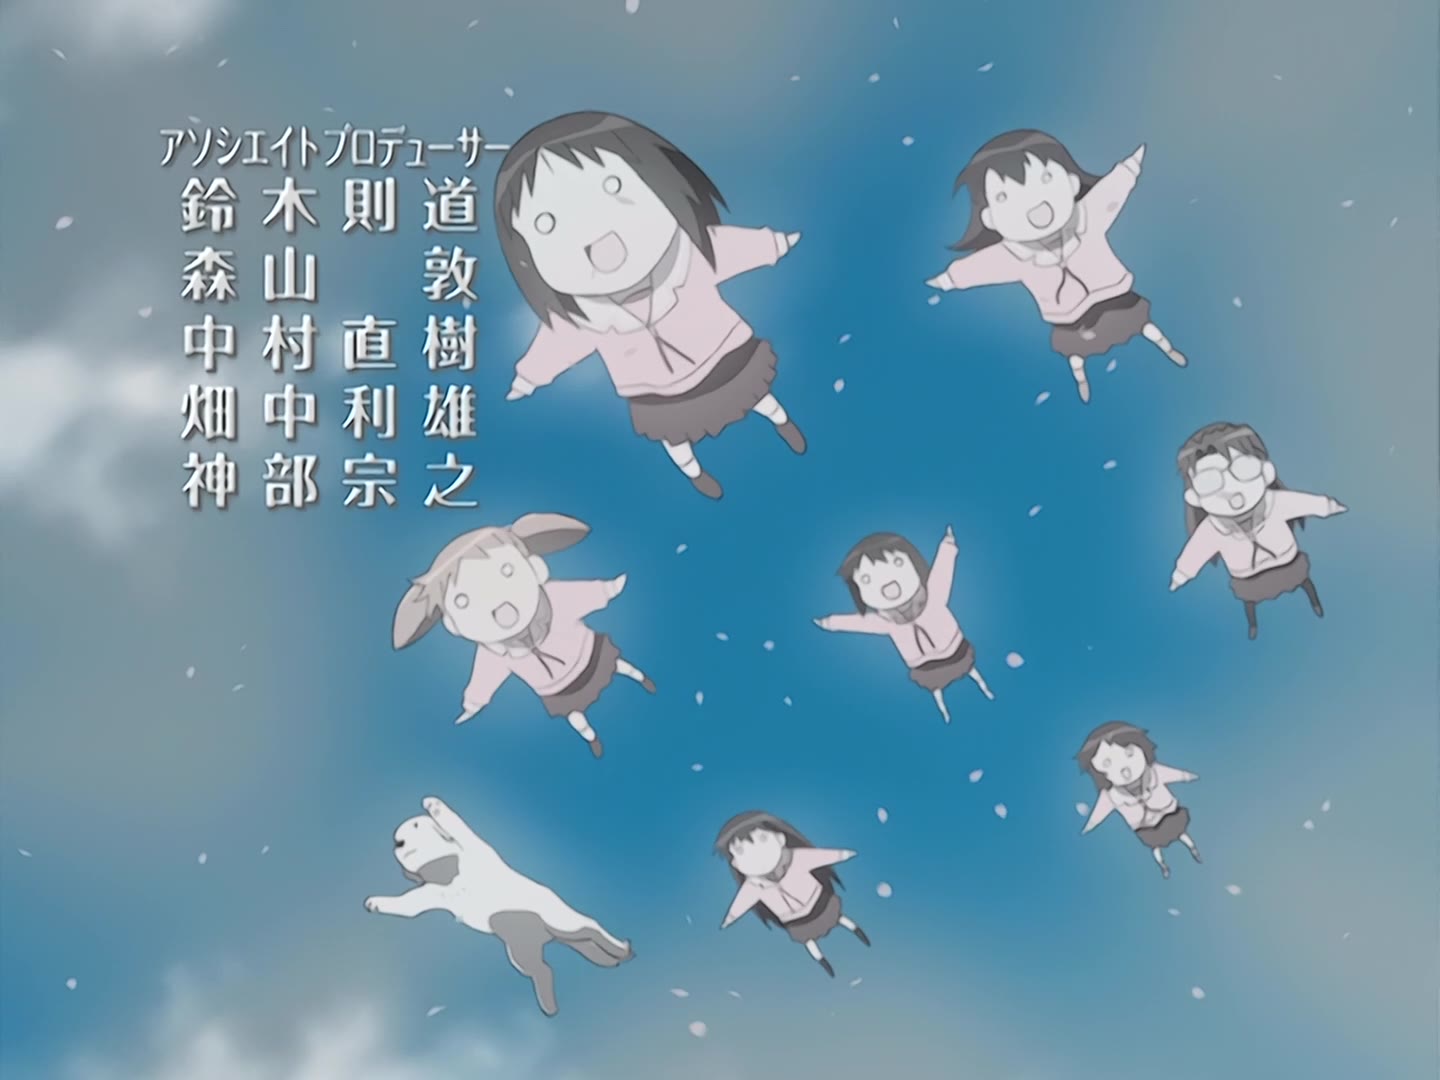 アソシエイトプロデューサー
鈴木則道
森山 敦
中村直樹
畑中利雄
神部宗之